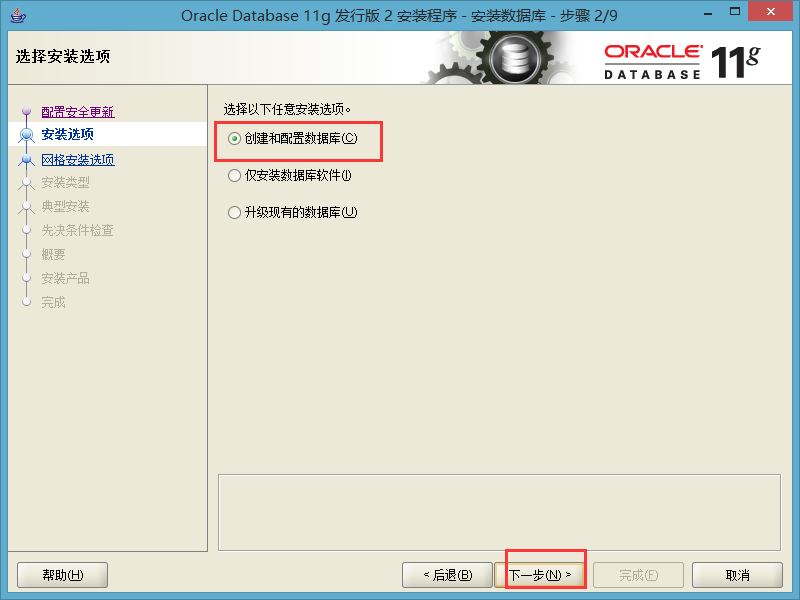 Oracle Database 11g 发行版 2 安装程序 - 安装数据库 - 步骤 2/9
选择安装选项
ORACLE 11g
DATABASE
配置安全更新
安装选项
网格安装选项
安装类型
典型安装
先决条件检查
概要
安装产品
完成
选择以下任意安装选项。
创建和配置数据库(C)
仅安装数据库软件(I)
升级现有的数据库(U)
帮助(H)
< 后退(B)
下一步(N) >
完成(F)
取消